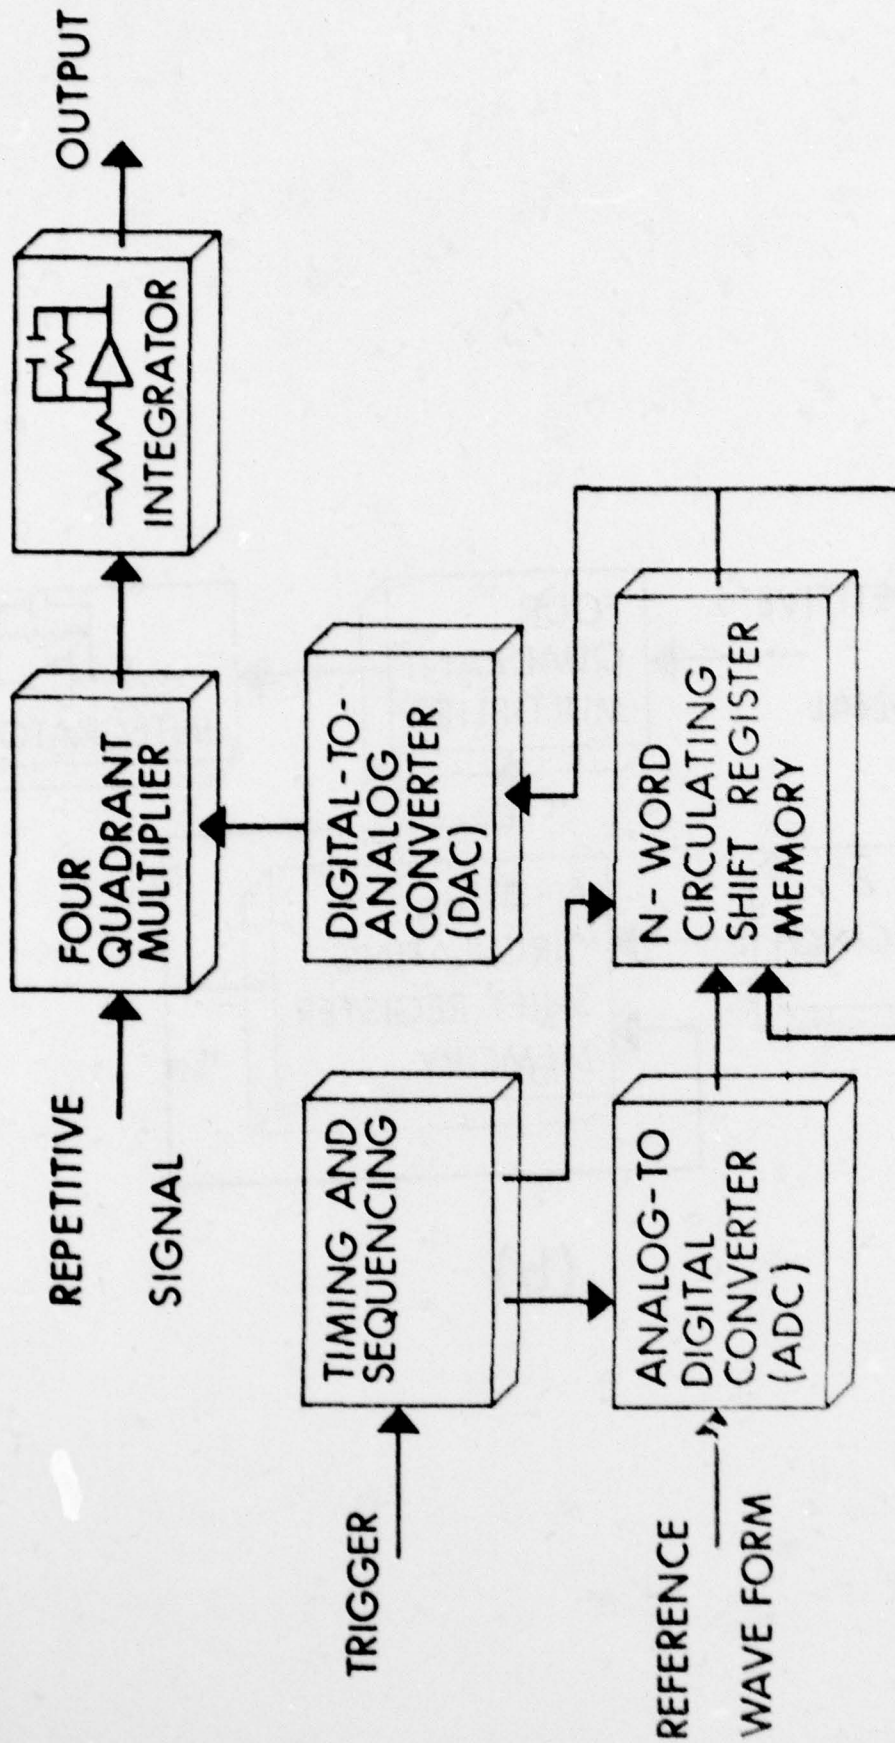 REPETITIVE
SIGNAL
FOUR
QUADRANT
MULTIPLIER
INTEGRATOR
OUTPUT
TRIGGER
TIMING AND
SEQUENCING
DIGITAL-TO-
ANALOG
CONVERTER
(DAC)
REFERENCE
WAVE FORM
ANALOG-TO
DIGITAL
CONVERTER
(ADC)
N-WORD
CIRCULATING
SHIFT REGISTER
MEMORY